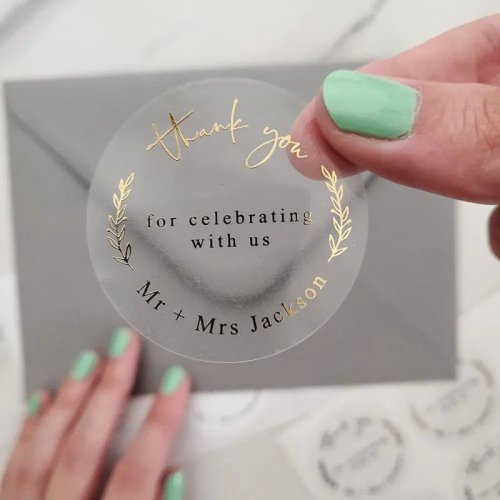 thank you
for celebrating
with us
Mr + Mrs Jackson